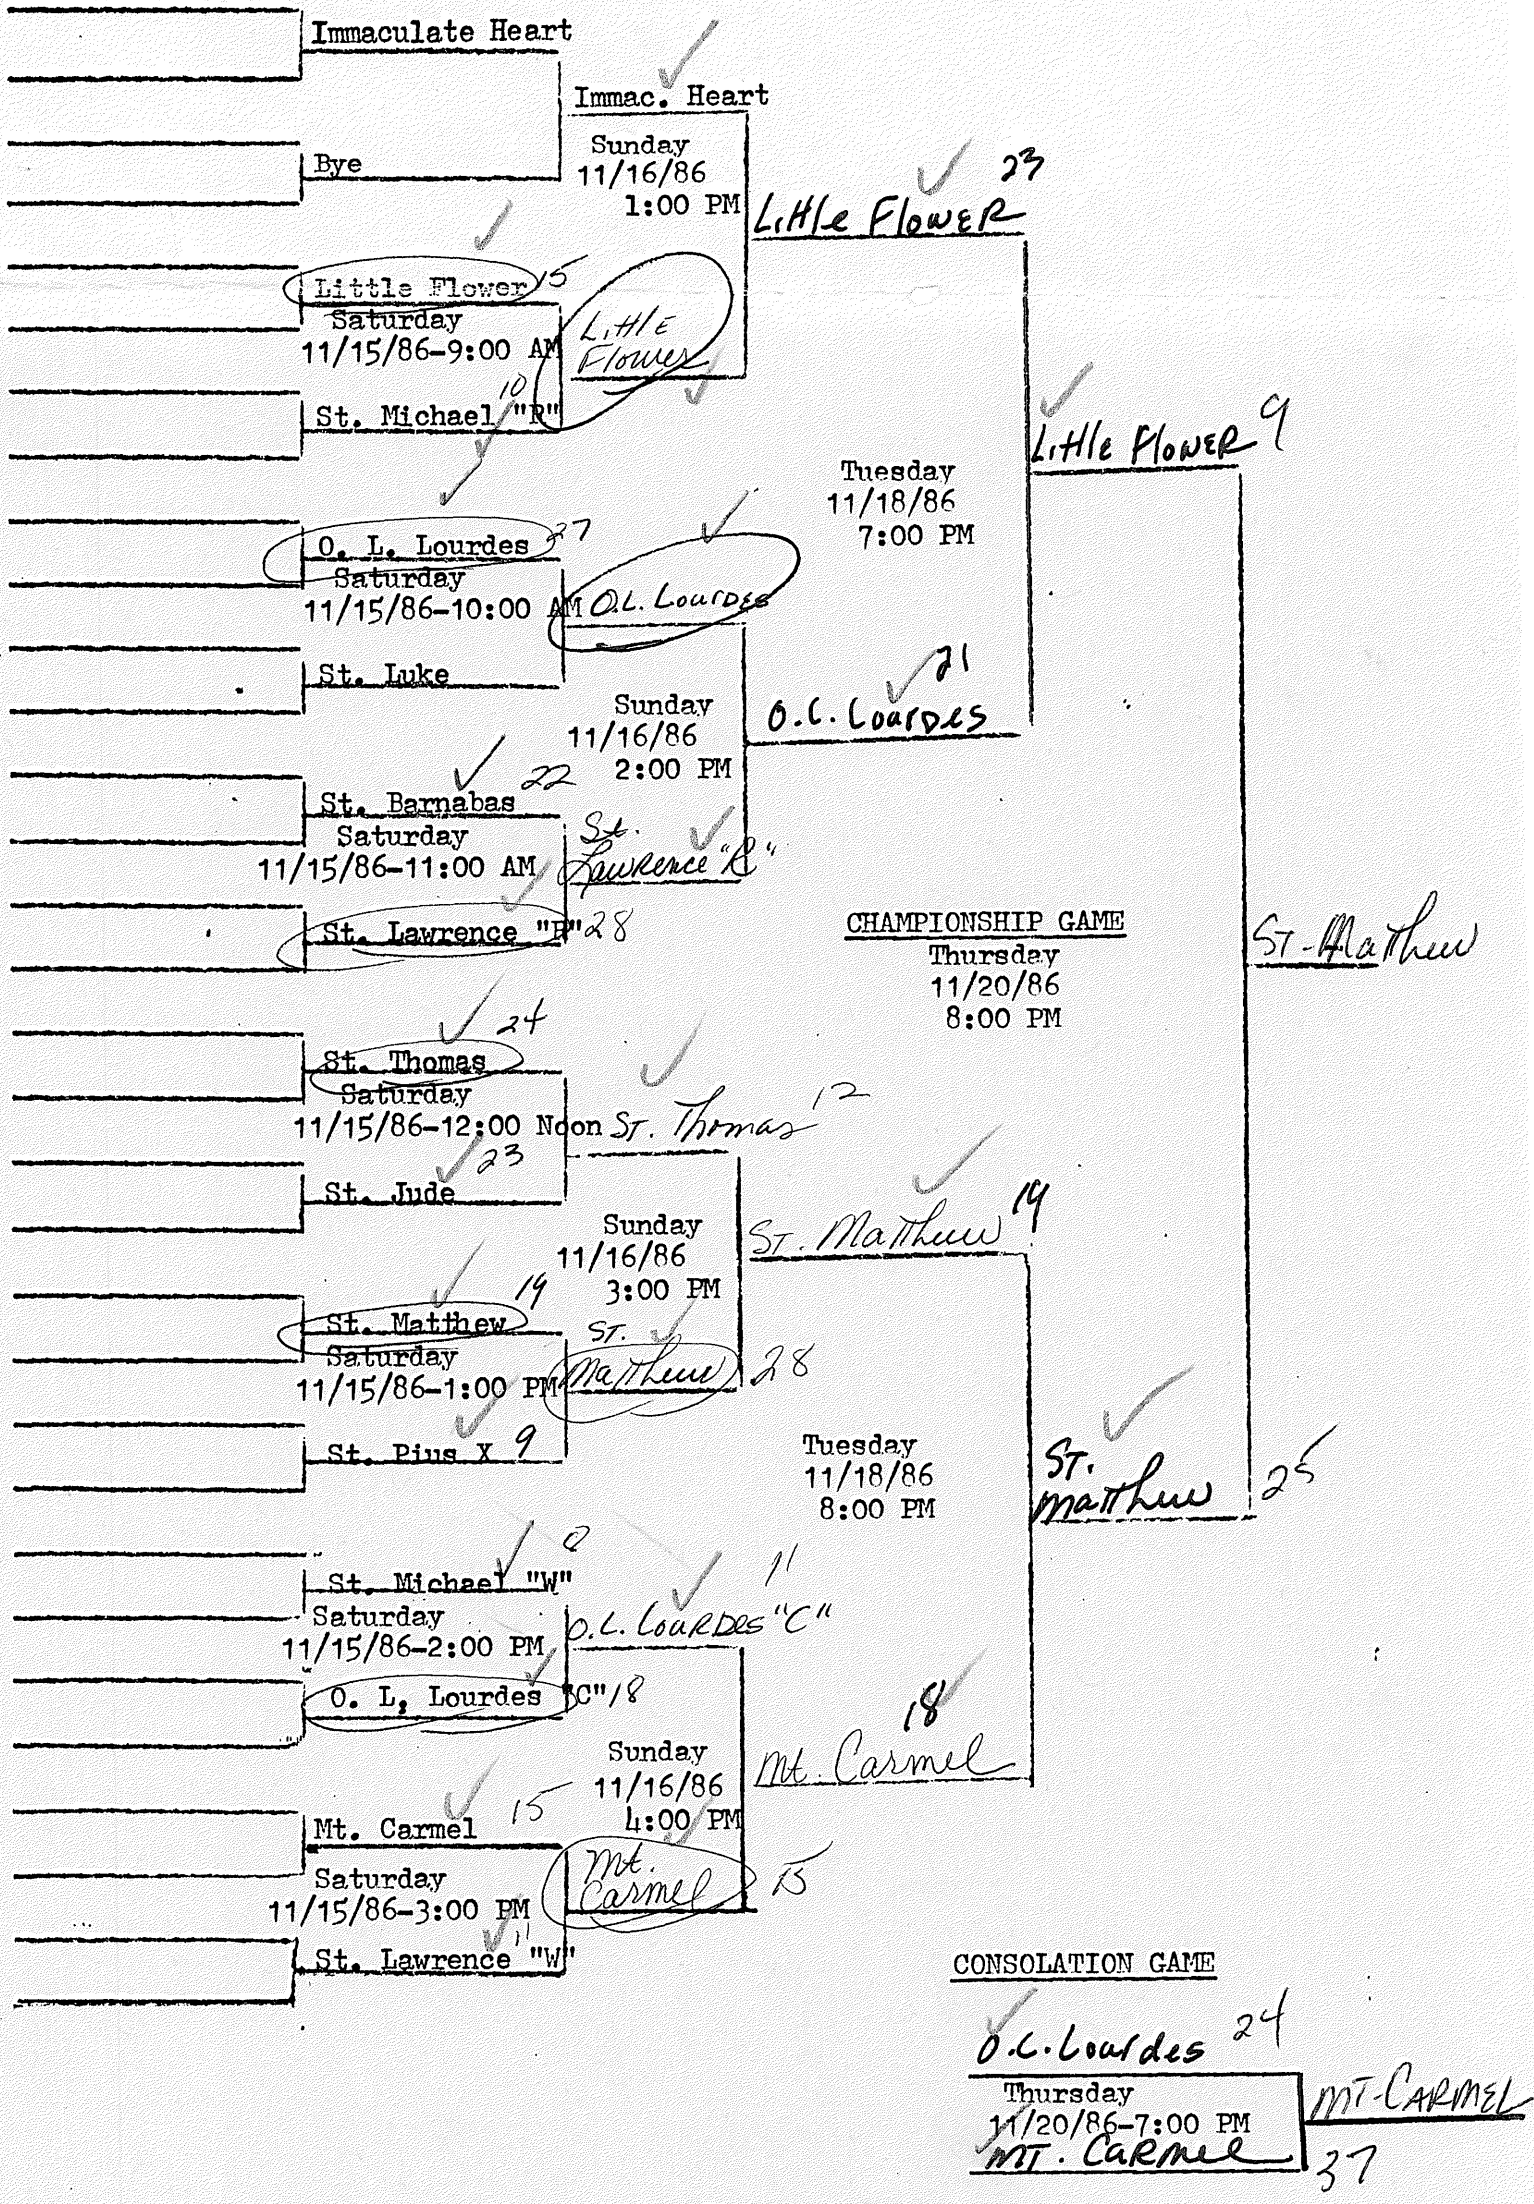 Immaculate Heart
Immac. Heart
Sunday
11/16/86
1:00 PM
Bye
Little Flower 23
Little Flower 15
Saturday
11/15/86-9:00 AM
Little
Flower
10
St. Michael "R"
Little Flower 9
Tuesday
11/18/86
7:00 PM
O. L. Lourdes 27
Saturday
11/15/86-10:00 AM
O.L. Lourdes
St. Luke
Sunday
11/16/86
2:00 PM
21
O.L. Lourdes
St. Barnabas 22
Saturday
11/15/86-11:00 AM
St.
Lawrence "R"
St. Lawrence "R" 28
CHAMPIONSHIP GAME
Thursday
11/20/86
8:00 PM
St. Matthew
St. Thomas 24
Saturday
11/15/86-12:00 Noon
St. Thomas 12
St. Jude 23
Sunday
11/16/86
3:00 PM
St. Matthew 19
St. Matthew 19
Saturday
11/15/86-1:00 PM
St.
Matthew 28
St. Pius X 9
Tuesday
11/18/86
8:00 PM
St.
Matthew 25
St. Michael "W"
Saturday
11/15/86-2:00 PM
O.L. Lourdes "C" 11
O. L. Lourdes "C" 18
Sunday
11/16/86
4:00 PM
18
Mt. Carmel
Mt. Carmel 15
Saturday
11/15/86-3:00 PM
Mt.
Carmel 15
11
St. Lawrence "W"
CONSOLATION GAME
O.L. Lourdes 24
Thursday
11/20/86-7:00 PM
Mt. Carmel 37
Mt. Carmel